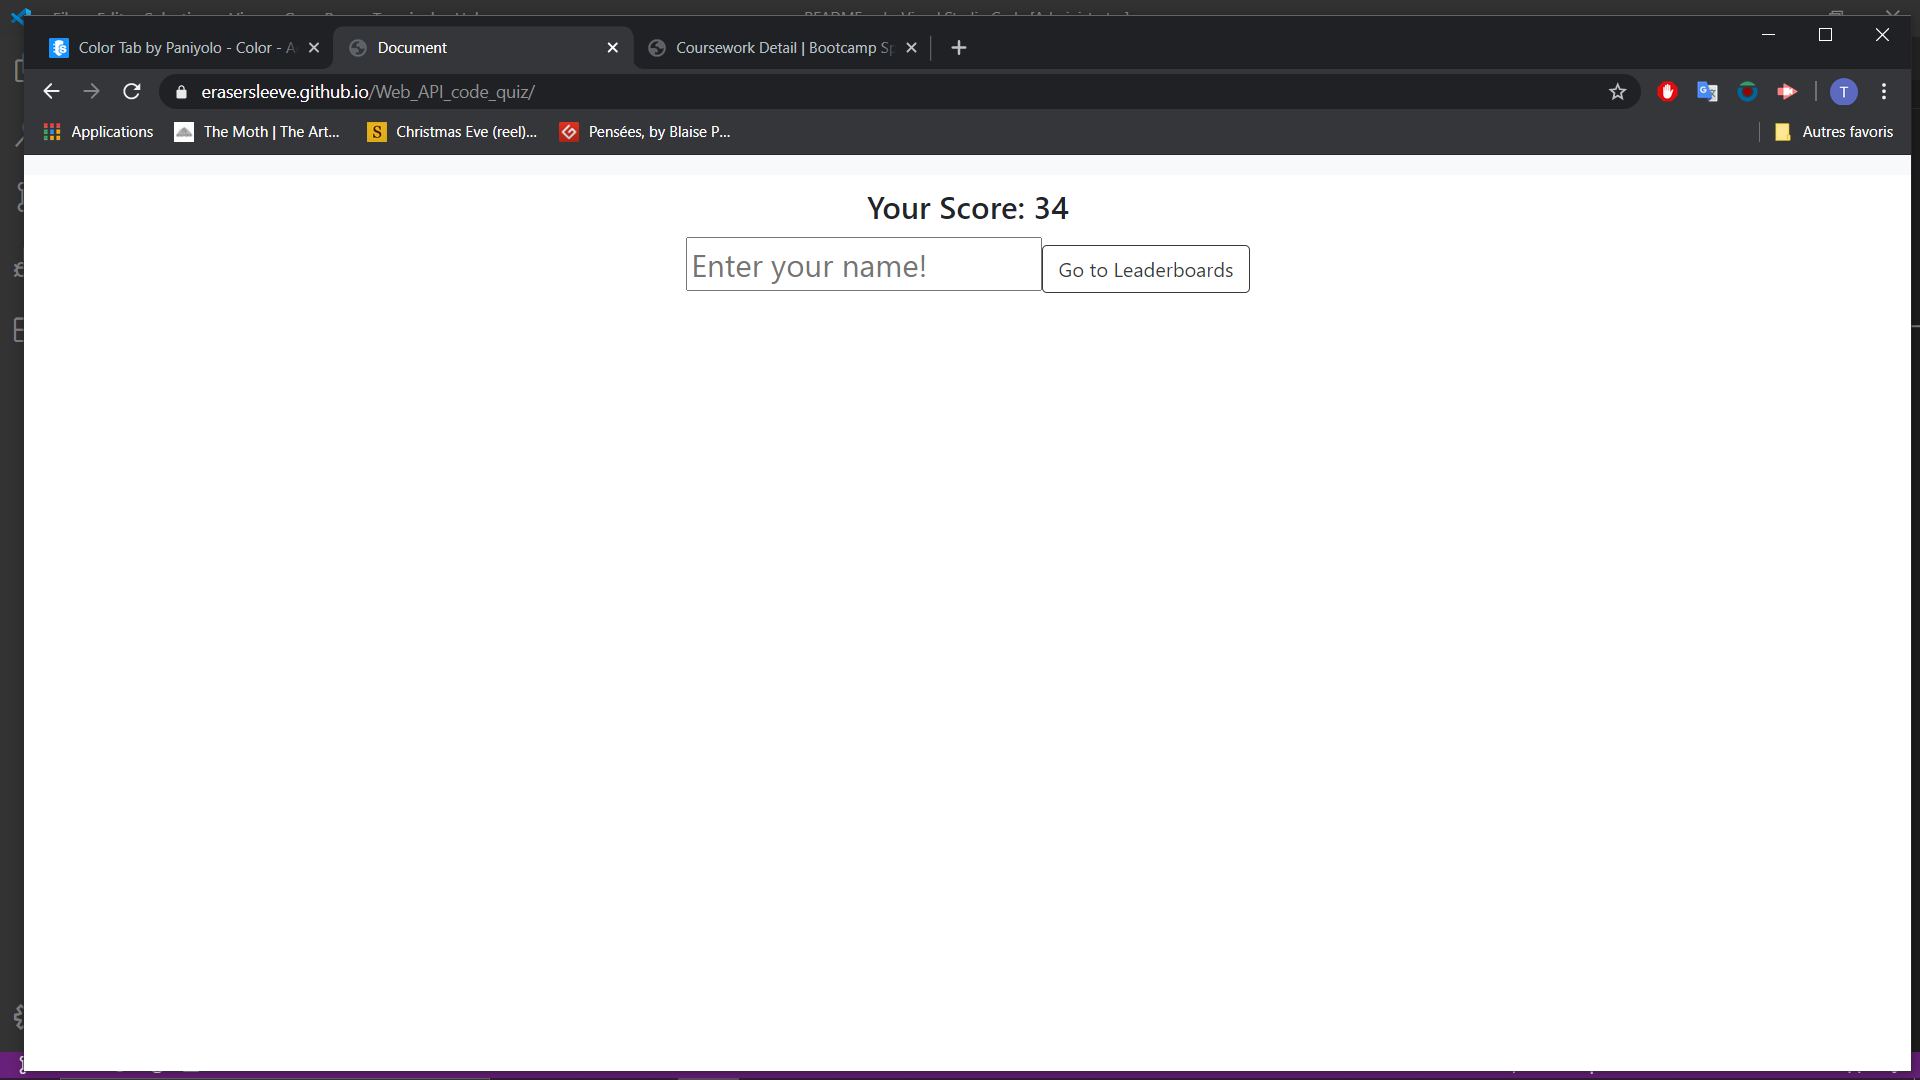 Color Tab by Paniyolo - Color - A
Document
Coursework Detail | Bootcamp Sp
erasersleeve.github.io/Web_API_code_quiz/
T
Applications
The Moth | The Art...
S
Christmas Eve (reel)...
Pensées, by Blaise P...
Autres favoris
Your Score: 34
Enter your name!
Go to Leaderboards